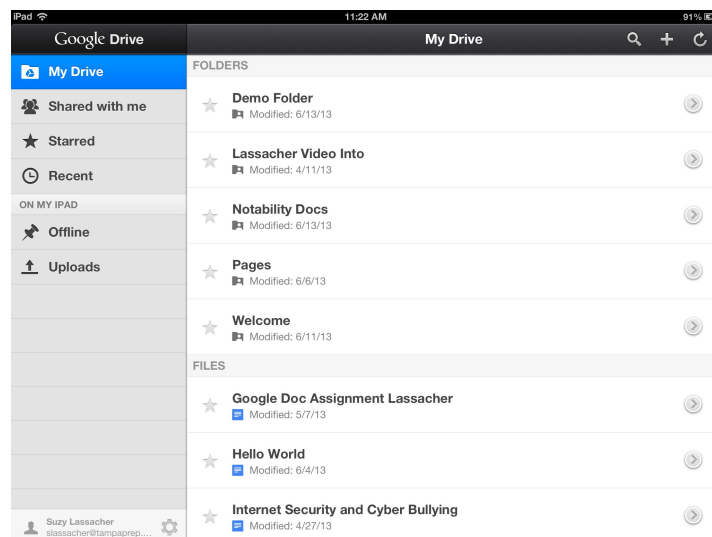 iPad 11:22 AM 91%
Google Drive
My Drive
My Drive
Shared with me
Starred
Recent
ON MY IPAD
Offline
Uploads
Suzy Lassacher
slassacher@tampaprep....
FOLDERS
Demo Folder
Modified: 6/13/13
Lassacher Video Into
Modified: 4/11/13
Notability Docs
Modified: 6/13/13
Pages
Modified: 6/6/13
Welcome
Modified: 6/11/13
FILES
Google Doc Assignment Lassacher
Modified: 5/7/13
Hello World
Modified: 6/4/13
Internet Security and Cyber Bullying
Modified: 4/27/13